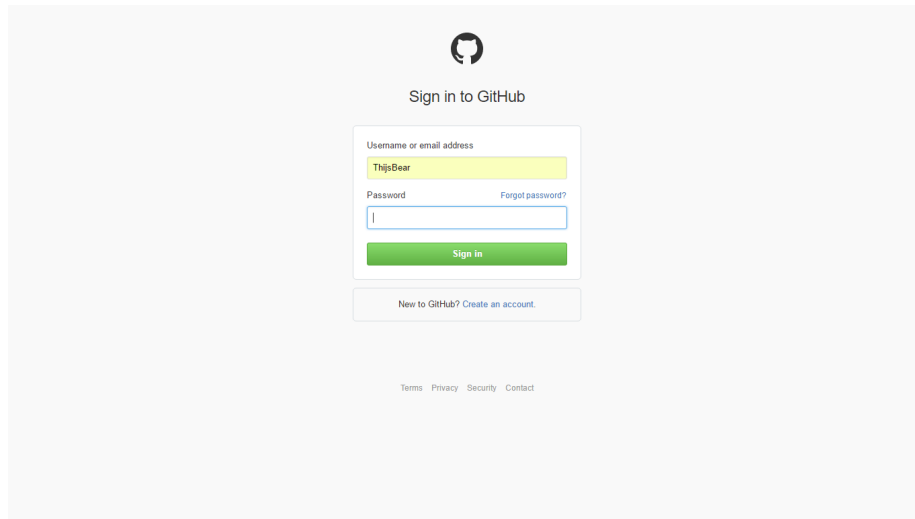 Sign in to GitHub
Username or email address
ThijsBear
Password Forgot password?
Sign in
New to GitHub? Create an account.
Terms Privacy Security Contact